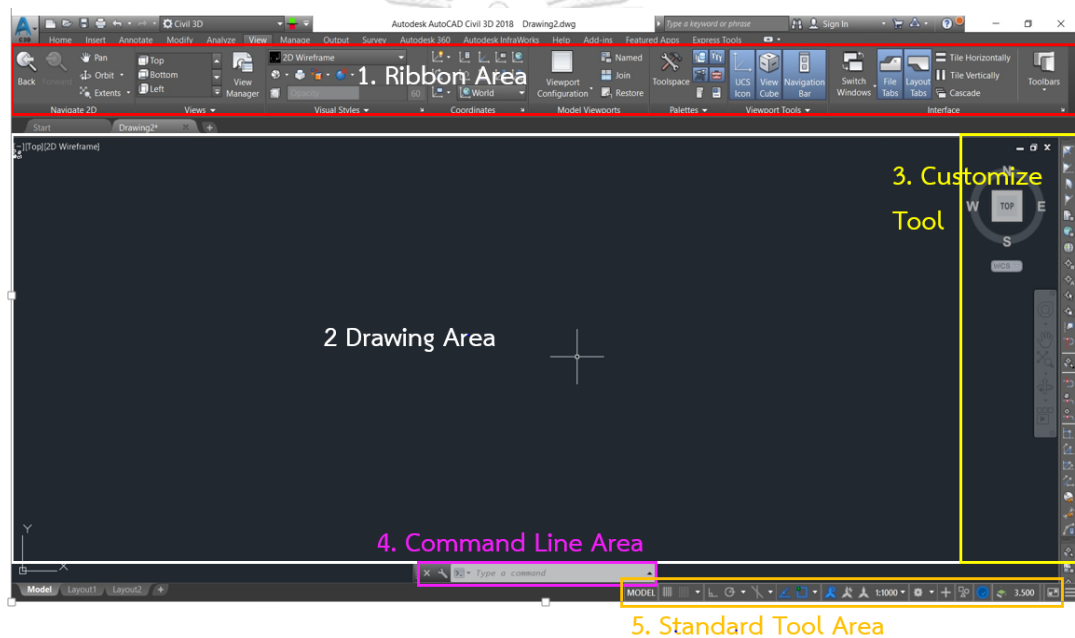 Civil 3D
Autodesk AutoCAD Civil 3D 2018 Drawing2.dwg
Type a keyword or phrase
Sign In
Home Insert Annotate Modify Analyze View Manage Output Survey Autodesk 360 Autodesk InfraWorks Help Add-ins Featured Apps Express Tools
Back Forward
Pan
Orbit
Extents
Navigate 2D
Top
Bottom
Left
View
Manager
Views
2D Wireframe
Opacity 60
Visual Styles
1. Ribbon Area
World
Coordinates
Viewport
Configuration
Named
Join
Restore
Model Viewports
Toolspace
Palettes
UCS
Icon
View
Cube
Navigation
Bar
Viewport Tools
Switch
Windows
File
Tabs
Layout
Tabs
Tile Horizontally
Tile Vertically
Cascade
Interface
Toolbars
Start Drawing2* +
[-][Top][2D Wireframe]
3. Customize
Tool
N
W TOP E
S
WCS
2 Drawing Area
Y
X
4. Command Line Area
Type a command
Model Layout1 Layout2 +
MODEL 1:1000 3.500
5. Standard Tool Area